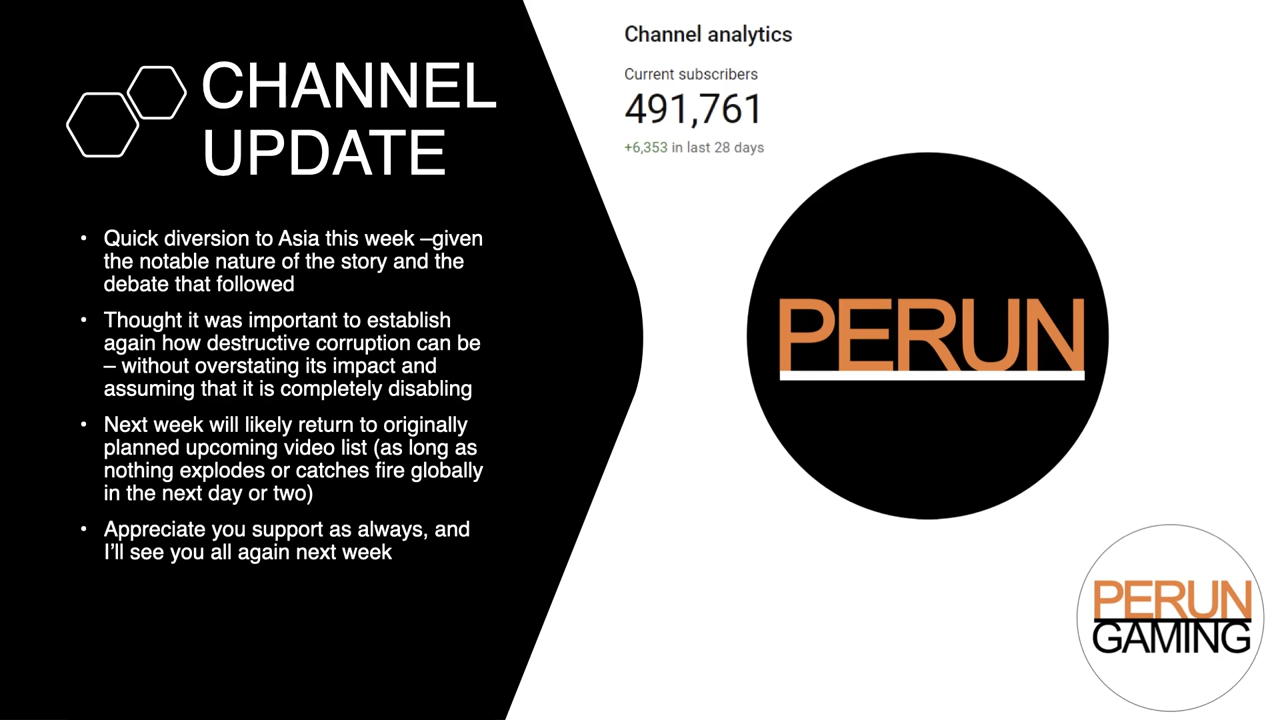 CHANNEL
UPDATE
• Quick diversion to Asia this week –given
the notable nature of the story and the
debate that followed
• Thought it was important to establish
again how destructive corruption can be
– without overstating its impact and
assuming that it is completely disabling
• Next week will likely return to originally
planned upcoming video list (as long as
nothing explodes or catches fire globally
in the next day or two)
• Appreciate you support as always, and
I’ll see you all again next week
Channel analytics
Current subscribers
491,761
+6,353 in last 28 days
PERUN
PERUN
GAMING